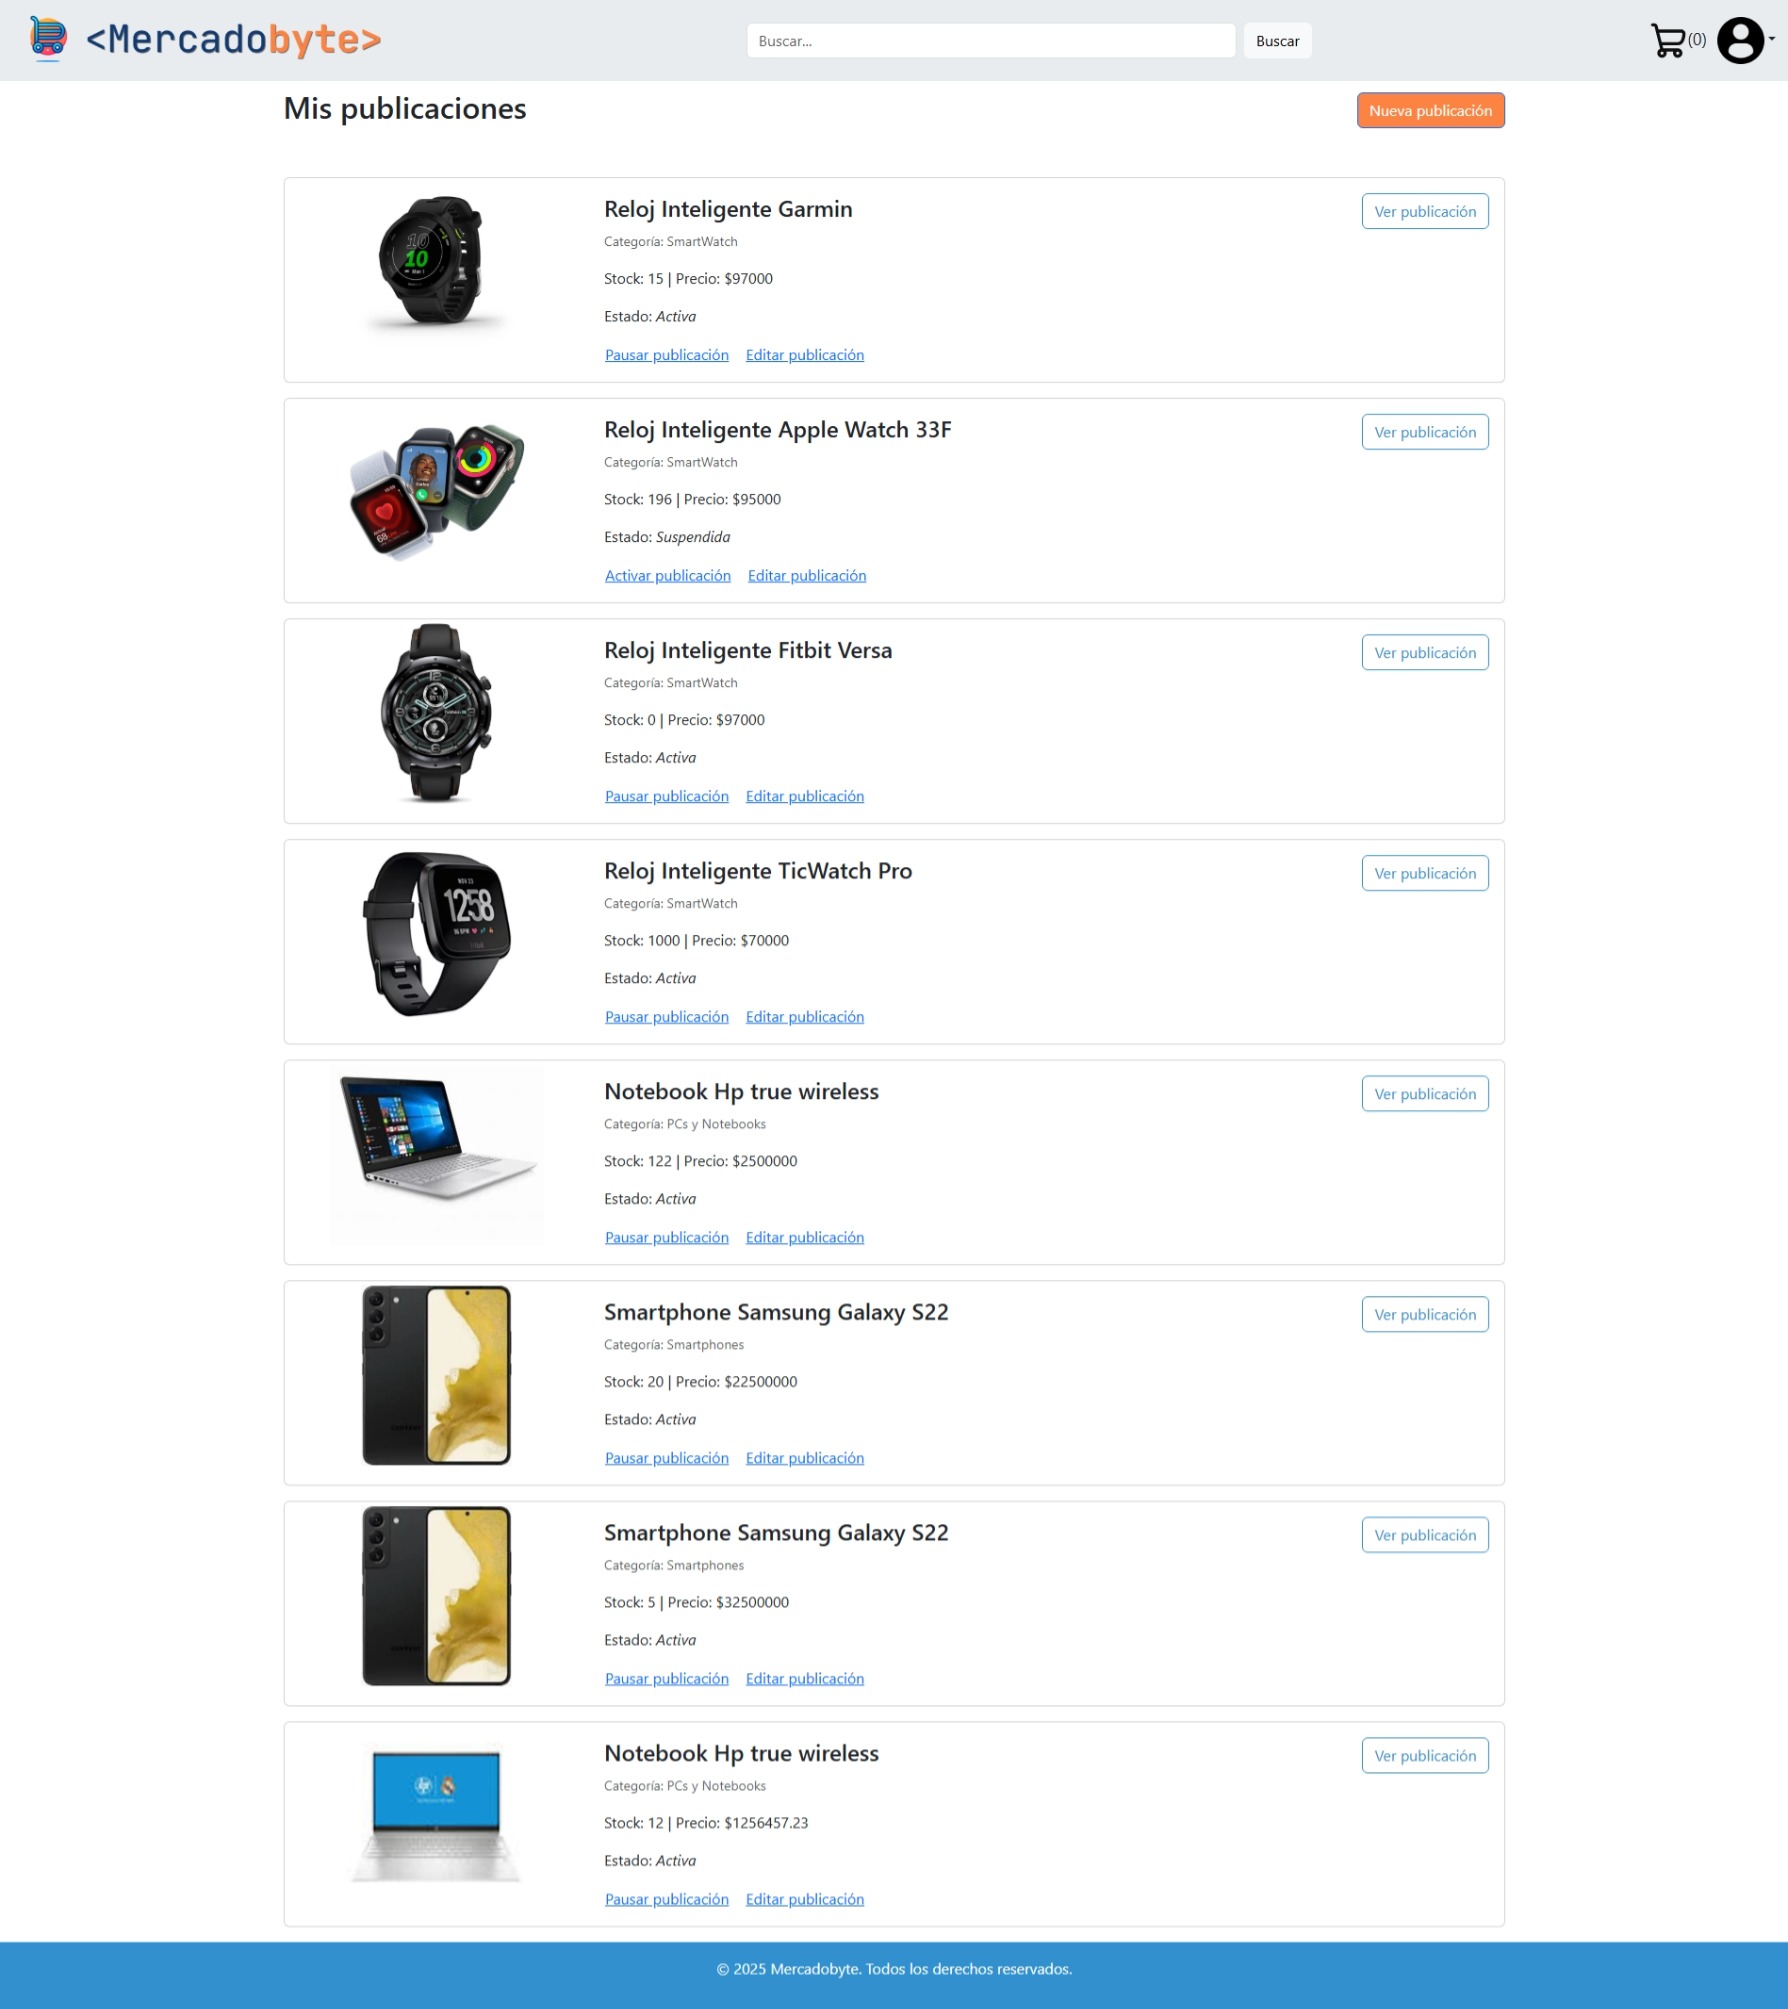 <Mercadobyte>
Buscar...
Buscar
(0)
Mis publicaciones
Nueva publicación
Reloj Inteligente Garmin
Ver publicación
Categoría: SmartWatch
Stock: 15 | Precio: $97000
Estado: Activa
Pausar publicación Editar publicación
10
10
Reloj Inteligente Apple Watch 33F
Ver publicación
Categoría: SmartWatch
Stock: 196 | Precio: $95000
Estado: Suspendida
Activar publicación Editar publicación
68
Reloj Inteligente Fitbit Versa
Ver publicación
Categoría: SmartWatch
Stock: 0 | Precio: $97000
Estado: Activa
Pausar publicación Editar publicación
Reloj Inteligente TicWatch Pro
Ver publicación
Categoría: SmartWatch
Stock: 1000 | Precio: $70000
Estado: Activa
Pausar publicación Editar publicación
NOV 23
1258
Notebook Hp true wireless
Ver publicación
Categoría: PCs y Notebooks
Stock: 122 | Precio: $2500000
Estado: Activa
Pausar publicación Editar publicación
Smartphone Samsung Galaxy S22
Ver publicación
Categoría: Smartphones
Stock: 20 | Precio: $22500000
Estado: Activa
Pausar publicación Editar publicación
Smartphone Samsung Galaxy S22
Ver publicación
Categoría: Smartphones
Stock: 5 | Precio: $32500000
Estado: Activa
Pausar publicación Editar publicación
Notebook Hp true wireless
Ver publicación
Categoría: PCs y Notebooks
Stock: 12 | Precio: $1256457.23
Estado: Activa
Pausar publicación Editar publicación
© 2025 Mercadobyte. Todos los derechos reservados.